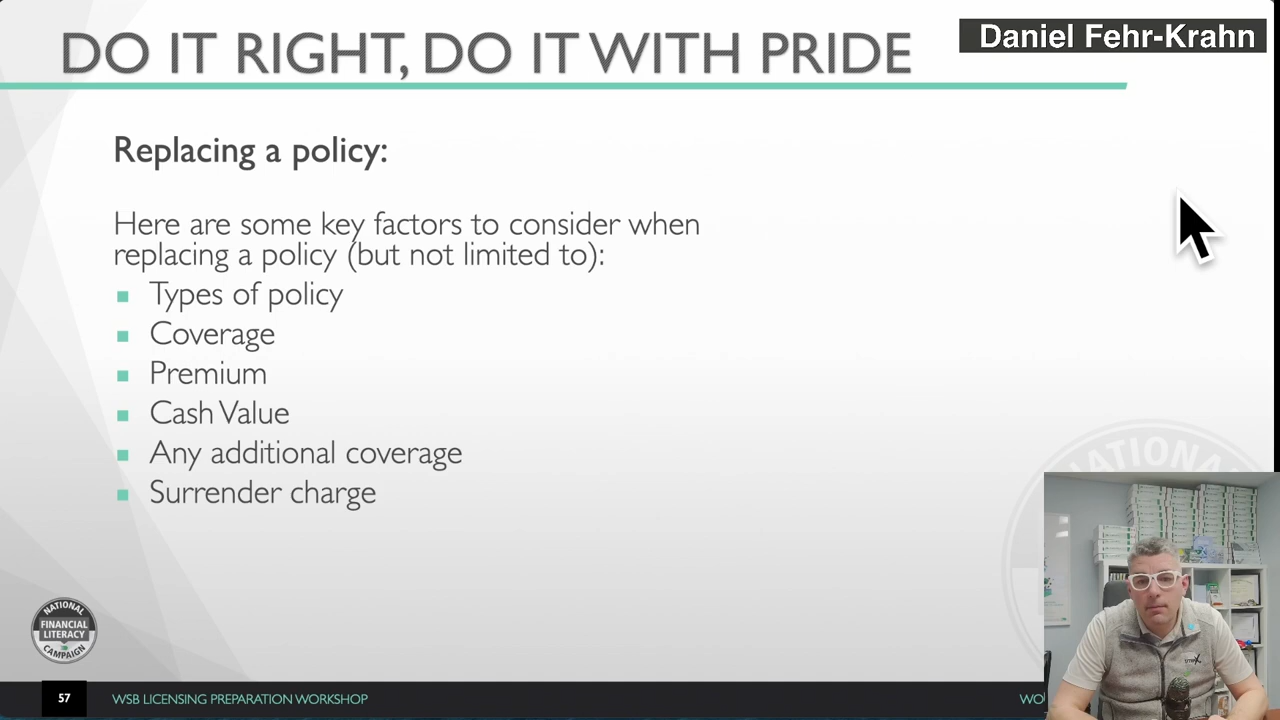 DO IT RIGHT, DO IT WITH PRIDE
Daniel Fehr-Krahn
Replacing a policy:
Here are some key factors to consider when
replacing a policy (but not limited to):
Types of policy
Coverage
Premium
Cash Value
Any additional coverage
Surrender charge
NATIONAL
FINANCIAL
LITERACY
CAMPAIGN
NATIONAL
57
WSB LICENSING PREPARATION WORKSHOP